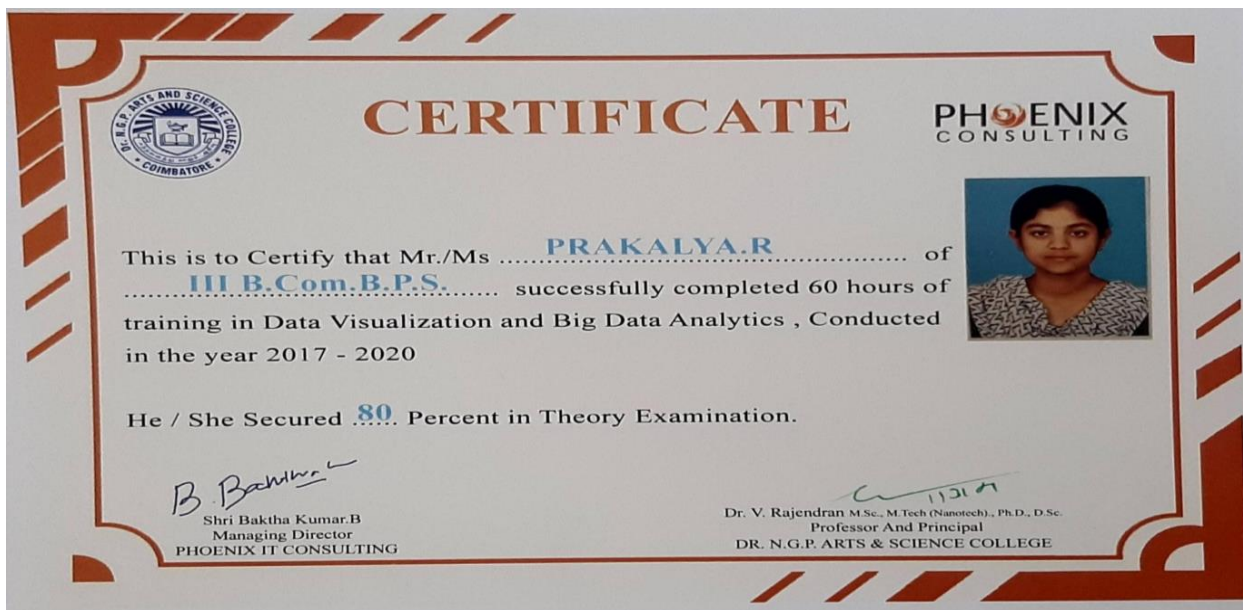 Dr. N.G.P. ARTS AND SCIENCE COLLEGE
COIMBATORE
CERTIFICATE
PHOENIX
CONSULTING
This is to Certify that Mr./Ms ........PRAKALYA.R.................... of
..........III B.Com.B.P.S........ successfully completed 60 hours of
training in Data Visualization and Big Data Analytics , Conducted
in the year 2017 - 2020
He / She Secured .80. Percent in Theory Examination.
Shri Baktha Kumar.B
Managing Director
PHOENIX IT CONSULTING
Dr. V. Rajendran M.Sc., M.Tech (Nanotech)., Ph.D., D.Sc.
Professor And Principal
DR. N.G.P. ARTS & SCIENCE COLLEGE